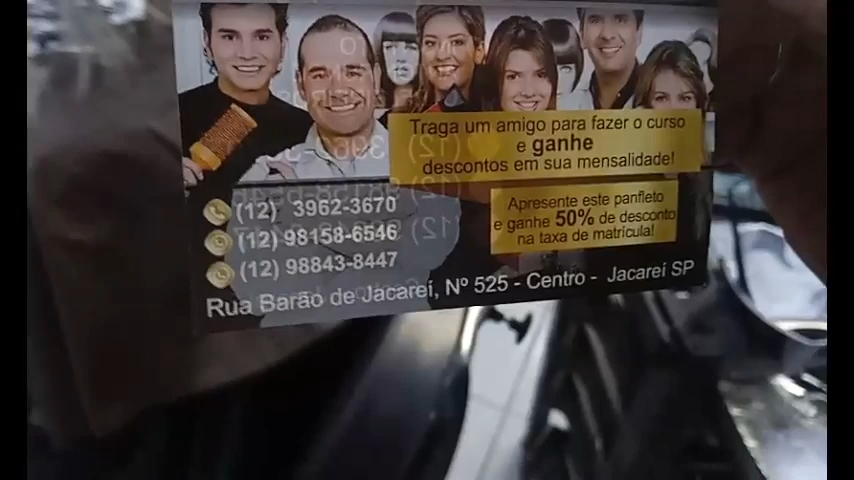 Traga um amigo para fazer o curso
e ganhe
descontos em sua mensalidade!
Apresente este panfleto
e ganhe 50% de desconto
na taxa de matricula!
(12) 3962-3670
(12) 98158-6546
(12) 98843-8447
Rua Barão de Jacareí, Nº 525 - Centro - Jacareí SP